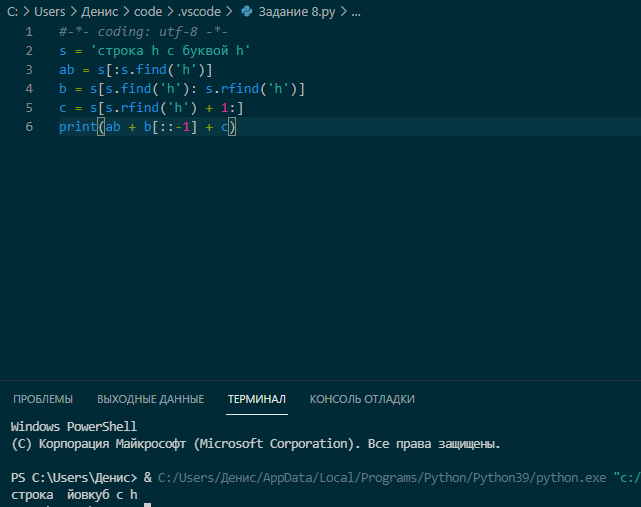 C: > Users > Денис > code > .vscode > Задание 8.py > ...
1 #-*- coding: utf-8 -*-
2 s = 'строка h с буквой h'
3 ab = s[:s.find('h')]
4 b = s[s.find('h'): s.rfind('h')]
5 c = s[s.rfind('h') + 1:]
6 print(ab + b[::-1] + c)
ПРОБЛЕМЫ ВЫХОДНЫЕ ДАННЫЕ ТЕРМИНАЛ КОНСОЛЬ ОТЛАДКИ
Windows PowerShell
(C) Корпорация Майкрософт (Microsoft Corporation). Все права защищены.
PS C:\Users\Денис> & C:/Users/Денис/AppData/Local/Programs/Python/Python39/python.exe "c:/
строка  йовкуб с h